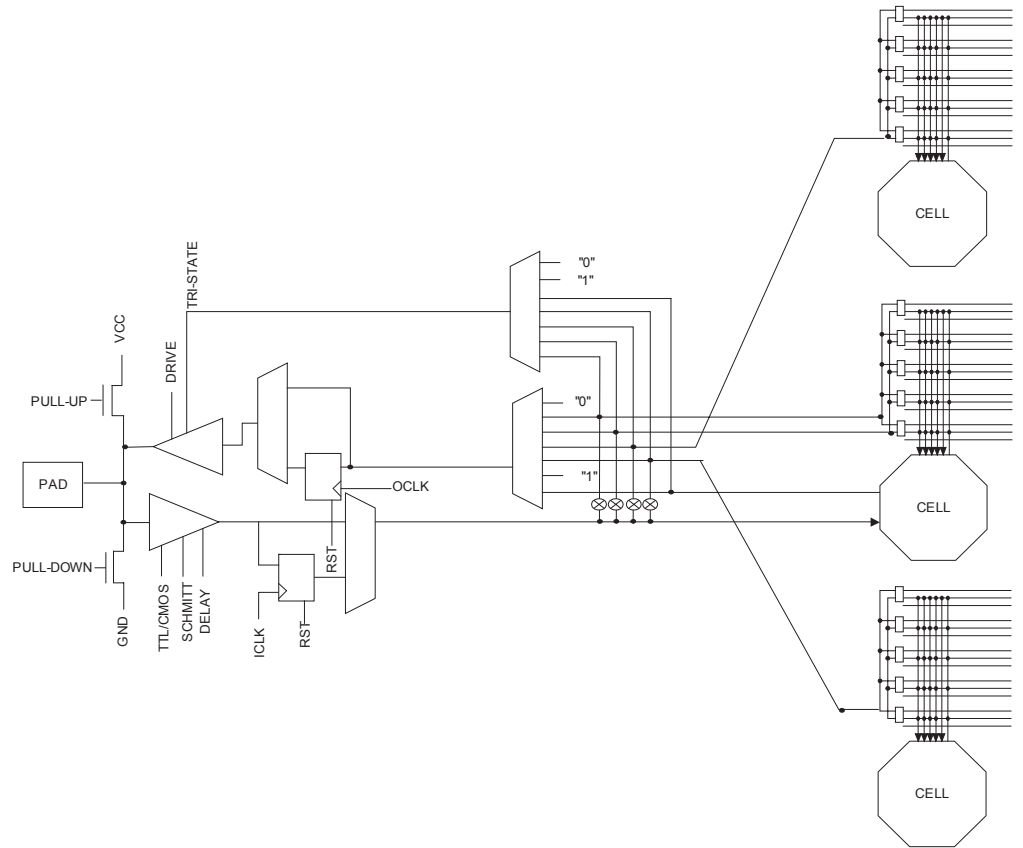 CELL
TRI-STATE
"0"
"1"
VCC
DRIVE
PULL-UP
"0"
PAD
"1"
OCLK
CELL
RST
PULL-DOWN
TTL/CMOS
SCHMITT
DELAY
GND
ICLK
RST
CELL